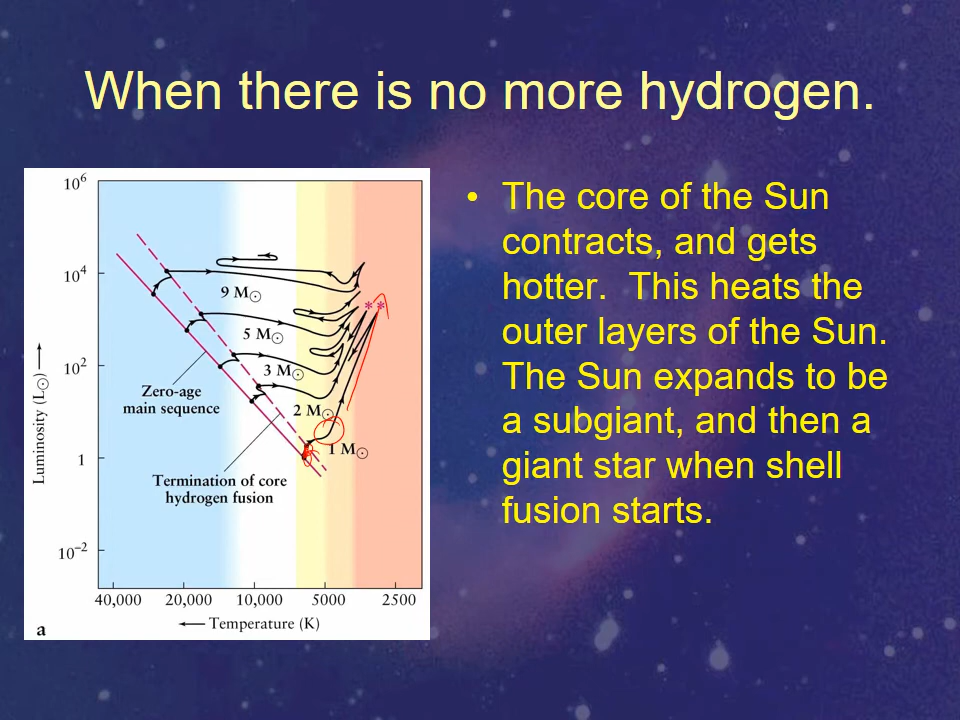 When there is no more hydrogen.
10⁶
10⁴
10²
1
10⁻²
Luminosity (L☉) →
9 M☉
5 M☉
3 M☉
2 M☉
1 M☉
**
Zero-age
main sequence
Termination of core
hydrogen fusion
40,000 20,000 10,000 5000 2500
← Temperature (K)
a
• The core of the Sun
contracts, and gets
hotter. This heats the
outer layers of the Sun.
The Sun expands to be
a subgiant, and then a
giant star when shell
fusion starts.